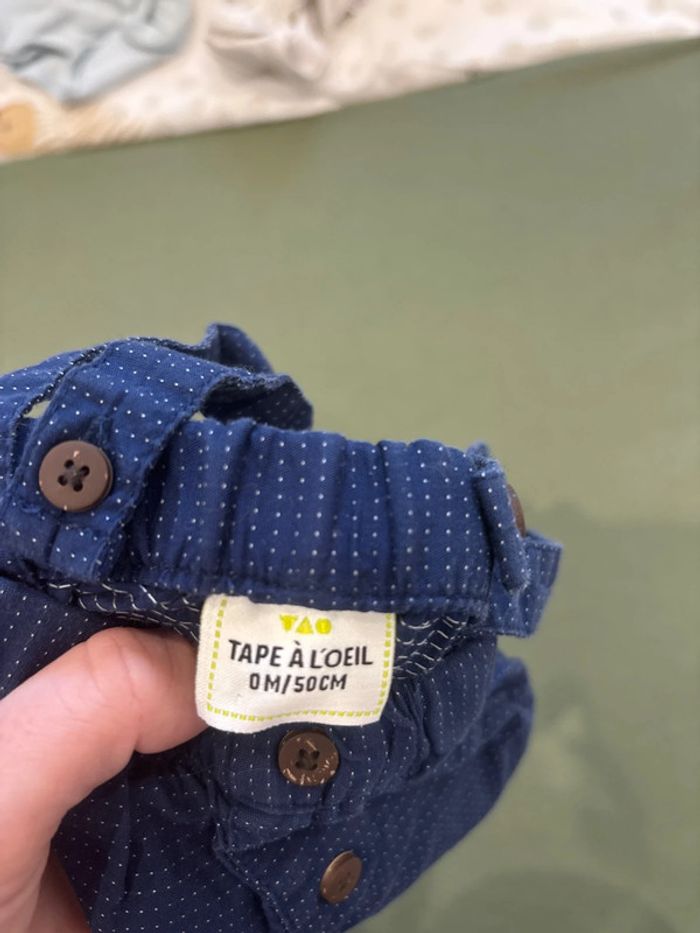 TAO
TAPE À L'OEIL
0M/50CM